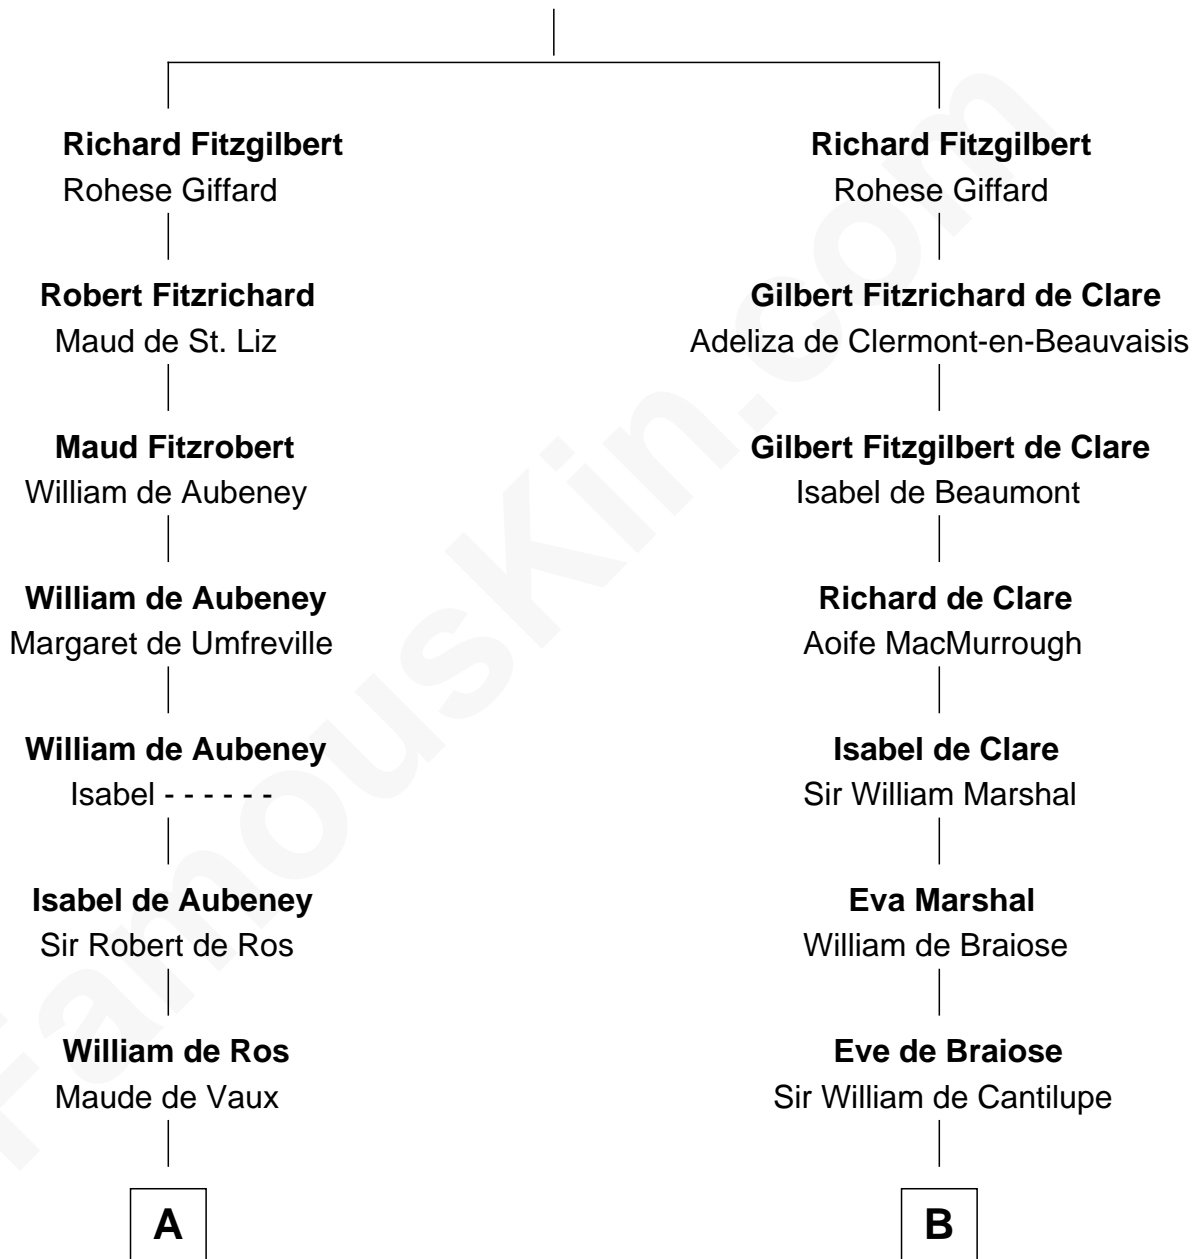 Richard Fitzgilbert
Rohese Giffard
Robert Fitzrichard
Maud de St. Liz
Maud Fitzrobert
William de Aubeney
William de Aubeney
Margaret de Umfreville
William de Aubeney
Isabel - - - - - -
Isabel de Aubeney
Sir Robert de Ros
William de Ros
Maude de Vaux
A
Richard Fitzgilbert
Rohese Giffard
Gilbert Fitzrichard de Clare
Adeliza de Clermont-en-Beauvaisis
Gilbert Fitzgilbert de Clare
Isabel de Beaumont
Richard de Clare
Aoife MacMurrough
Isabel de Clare
Sir William Marshal
Eva Marshal
William de Braiose
Eve de Braiose
Sir William de Cantilupe
B
FamousKin.com